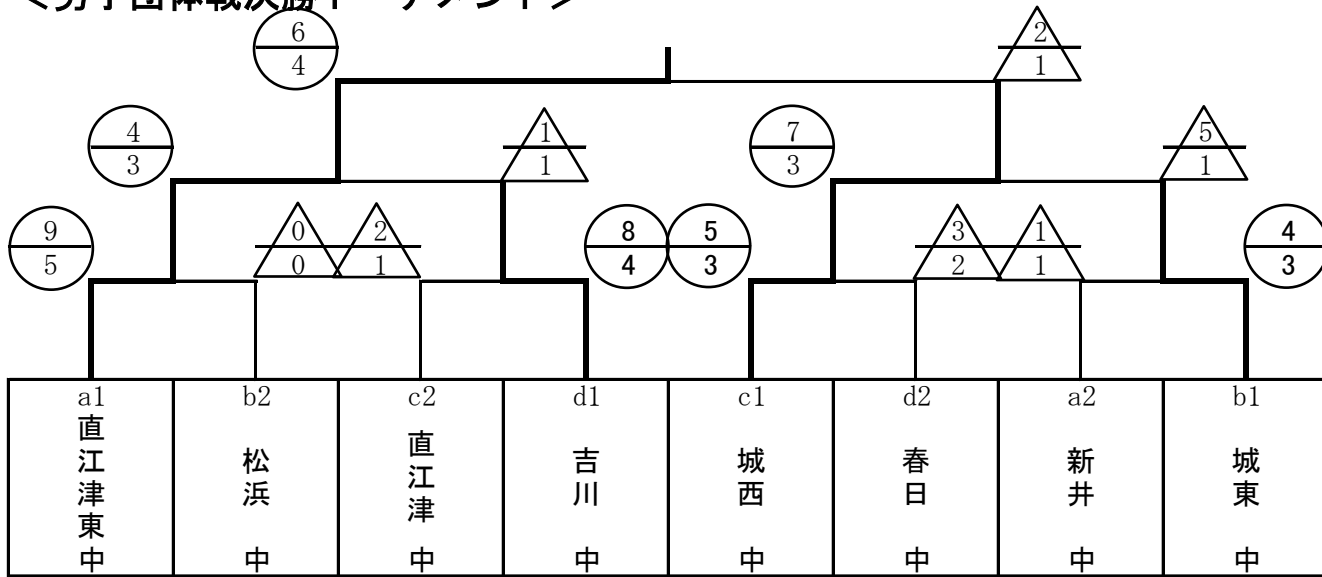 ＜男子団体戦決勝トーナメント＞
6
4
2
1
4
3
1
1
7
3
5
1
9
5
0
0
2
1
8
4
5
3
3
2
1
1
4
3
a1
直江津東中
b2
松浜中
c2
直江津中
d1
吉川中
c1
城西中
d2
春日中
a2
新井中
b1
城東中